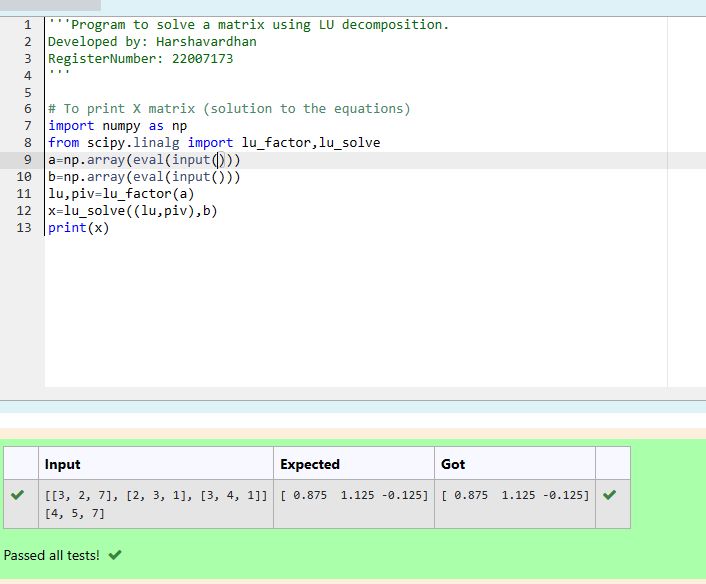 1 '''Program to solve a matrix using LU decomposition.
2 Developed by: Harshavardhan
3 RegisterNumber: 22007173
4 '''
5
6 # To print X matrix (solution to the equations)
7 import numpy as np
8 from scipy.linalg import lu_factor,lu_solve
9 a=np.array(eval(input()))
10 b=np.array(eval(input()))
11 lu,piv=lu_factor(a)
12 x=lu_solve((lu,piv),b)
13 print(x)
Input Expected Got
[[3, 2, 7], [2, 3, 1], [3, 4, 1]] [ 0.875  1.125 -0.125] [ 0.875  1.125 -0.125]
[4, 5, 7]
Passed all tests!